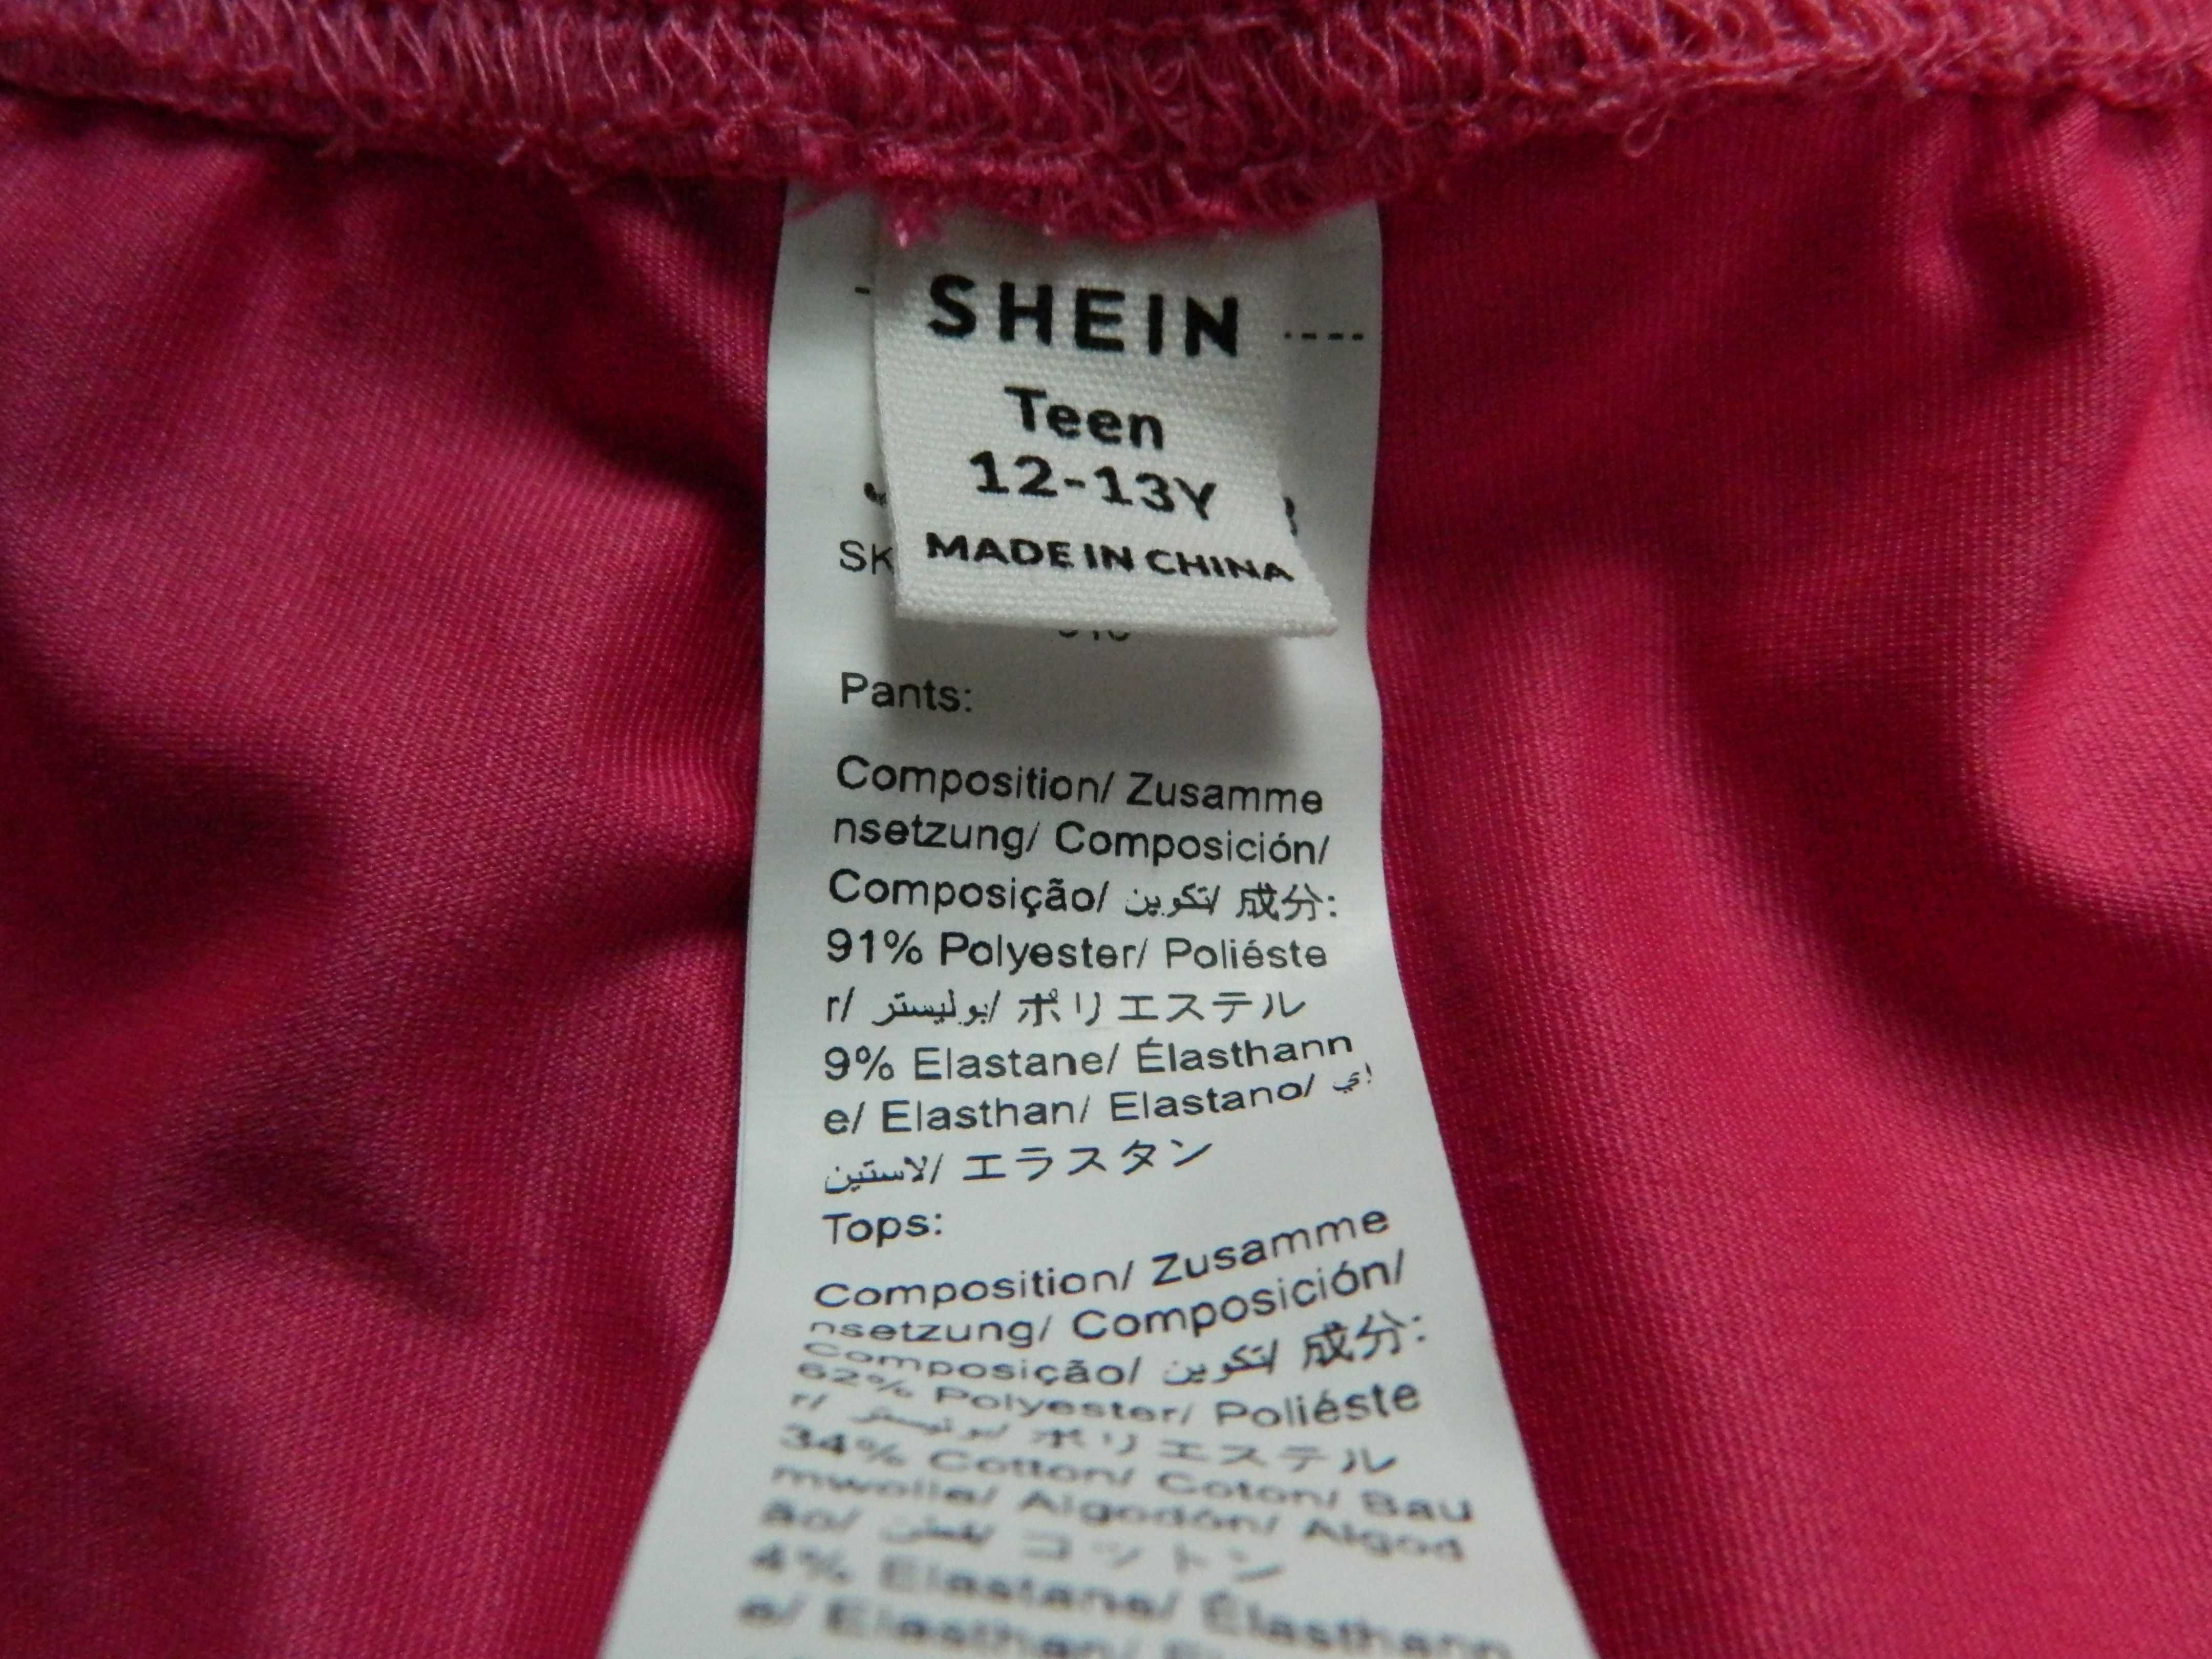 SHEIN
Teen
12-13Y
MADE IN CHINA
SK
Pants:
Composition/ Zusamme
nsetzung/ Composición/
Composição/ تكوين/ 成分:
91% Polyester/ Poliéste
r/ بوليستر/ ポリエステル
9% Elastane/ Élasthann
e/ Elasthan/ Elastano/ إي
لاستين/ エラスタン
Tops:
Composition/ Zusamme
nsetzung/ Composición/
Composição/ تكوين/ 成分:
62% Polyester/ Poliéste
r/ بوليستر/ ポリエステル
34% Cotton/ Coton/ Bau
mwolle/ Algodón/ Algod
ão/ قطن/ コットン
4% Elastane/ Élasthann
e/ Elasthan/